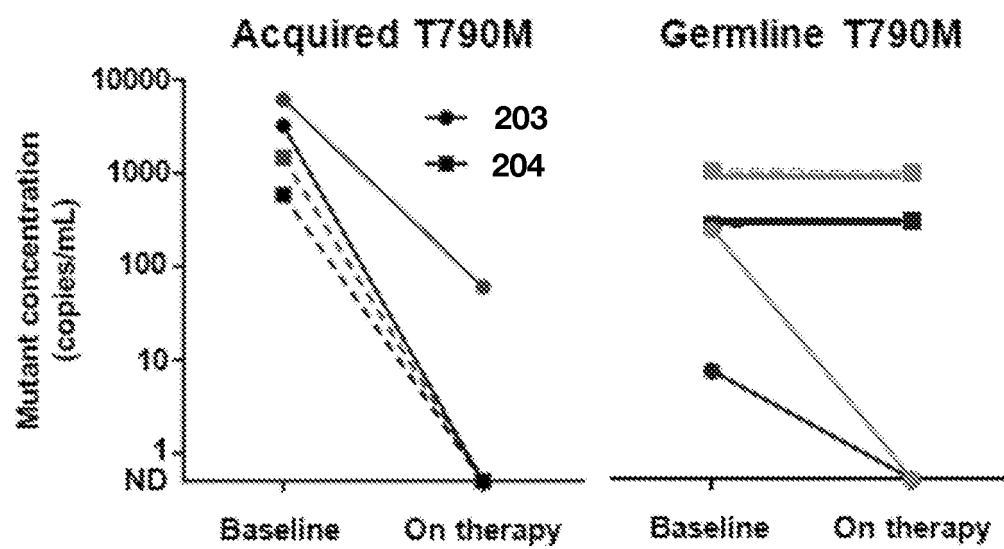 Acquired T790M
Germline T790M
Mutant concentration
(copies/mL)
10000
1000
100
10
1
ND
203
204
Baseline
On therapy
Baseline
On therapy